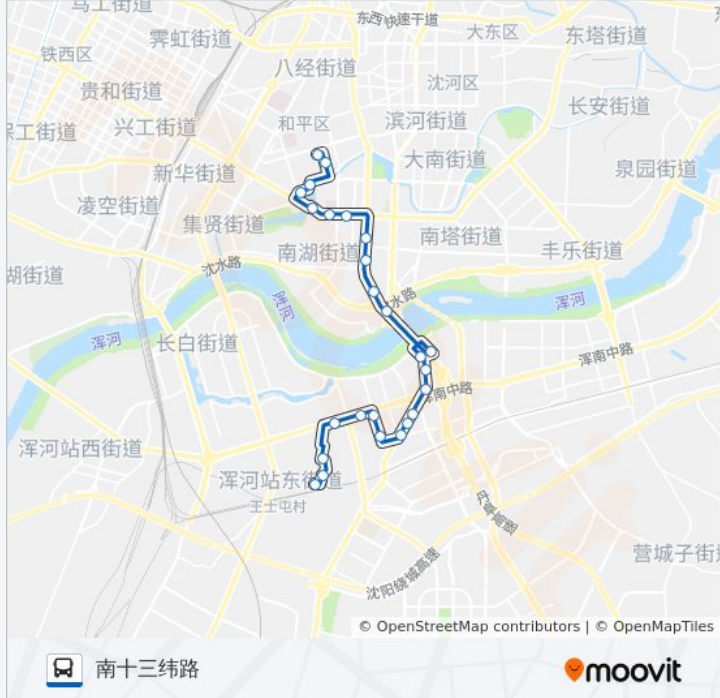 马工街道
霁虹街道
东西快速干道
大东区
东塔街道
铁西区
八经街道
沈河区
贵和街道
长安街道
兴工街道
和平区
滨河街道
保工街道
大南街道
新华街道
泉园街道
凌空街道
集贤街道
南湖街道
南塔街道
丰乐街道
湖街道
沈水路
浑河
水路
浑河
浑河
长白街道
浑南中路
浑南中路
浑河站西街道
浑河站东街道
王士屯村
丹阜高速
营城子街道
沈阳绕城高速
© OpenStreetMap contributors | © OpenMapTiles
南十三纬路
moovit